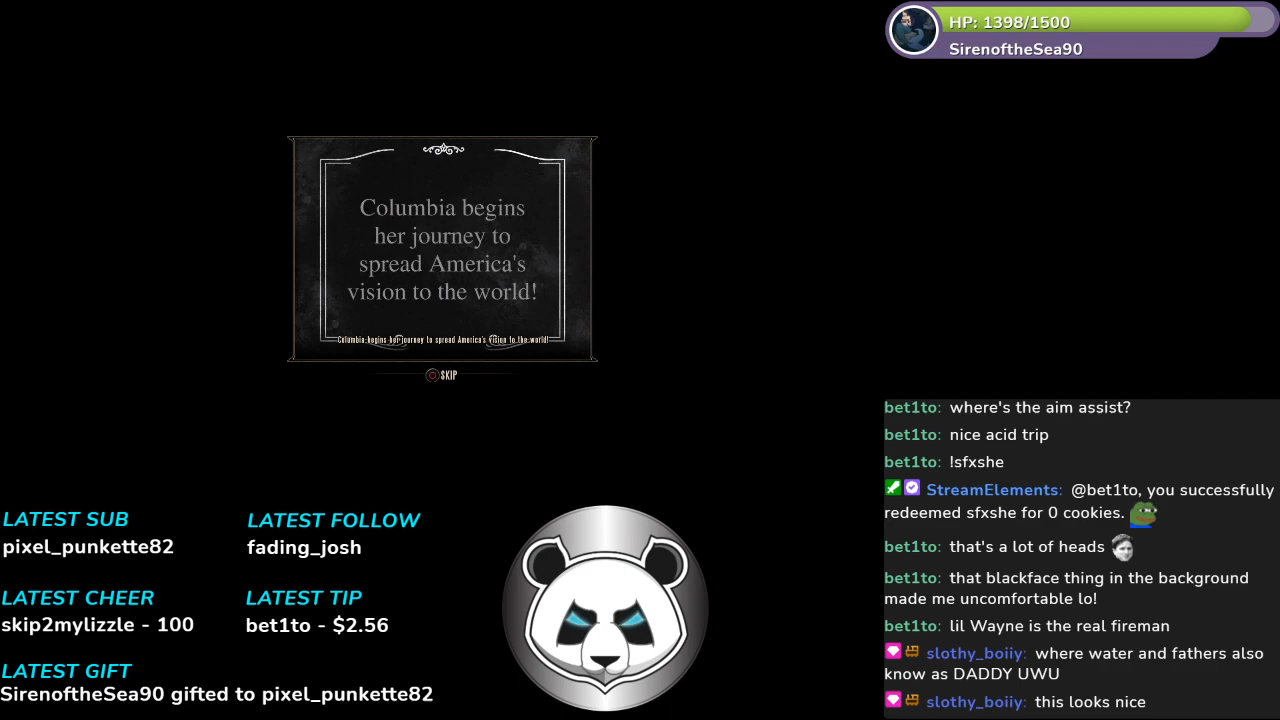 HP: 1398/1500
SirenoftheSea90
Columbia begins
her journey to
spread America's
vision to the world!
Columbia begins her journey to spread America's vision to the world!
SKIP
bet1to: where's the aim assist?
bet1to: nice acid trip
bet1to: !sfxshe
StreamElements: @bet1to, you successfully
redeemed sfxshe for 0 cookies.
bet1to: that's a lot of heads
bet1to: that blackface thing in the background
made me uncomfortable lo!
bet1to: lil Wayne is the real fireman
slothy_boiiy: where water and fathers also
know as DADDY UWU
slothy_boiiy: this looks nice
LATEST SUB
pixel_punkette82
LATEST FOLLOW
fading_josh
LATEST CHEER
skip2mylizzle - 100
LATEST TIP
bet1to - $2.56
LATEST GIFT
SirenoftheSea90 gifted to pixel_punkette82